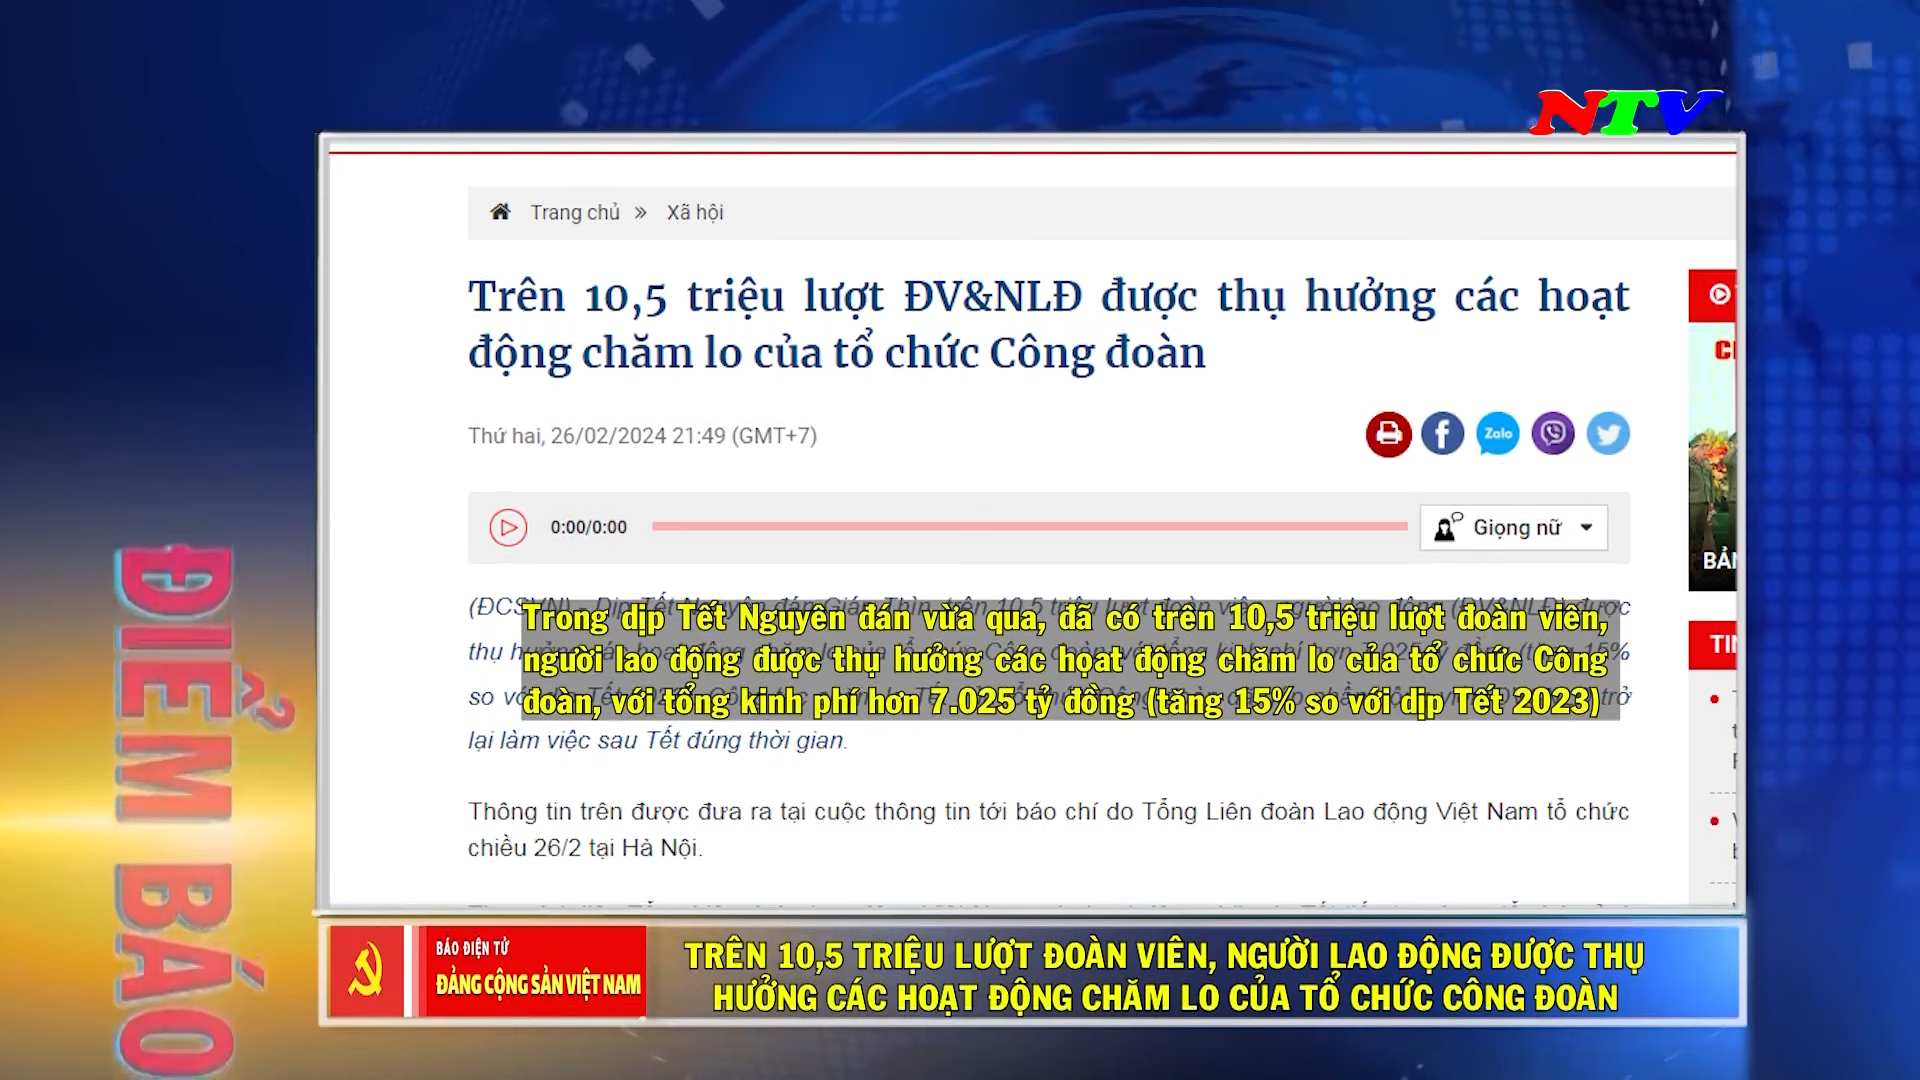 NTV
Trang chủ » Xã hội
Trên 10,5 triệu lượt ĐV&NLĐ được thụ hưởng các hoạt
động chăm lo của tổ chức Công đoàn
Thứ hai, 26/02/2024 21:49 (GMT+7)
Zalo
0:00/0:00
Giọng nữ
Trong dịp Tết Nguyên đán vừa qua, đã có trên 10,5 triệu lượt đoàn viên,
người lao động được thụ hưởng các họat động chăm lo của tổ chức Công
đoàn, với tổng kinh phí hơn 7.025 tỷ đồng (tăng 15% so với dịp Tết 2023)
lại làm việc sau Tết đúng thời gian.
Thông tin trên được đưa ra tại cuộc thông tin tới báo chí do Tổng Liên đoàn Lao động Việt Nam tổ chức
chiều 26/2 tại Hà Nội.
ĐIỂM BÁO
BÁO ĐIỆN TỬ
ĐẢNG CỘNG SẢN VIỆT NAM
TRÊN 10,5 TRIỆU LƯỢT ĐOÀN VIÊN, NGƯỜI LAO ĐỘNG ĐƯỢC THỤ
HƯỞNG CÁC HOẠT ĐỘNG CHĂM LO CỦA TỔ CHỨC CÔNG ĐOÀN